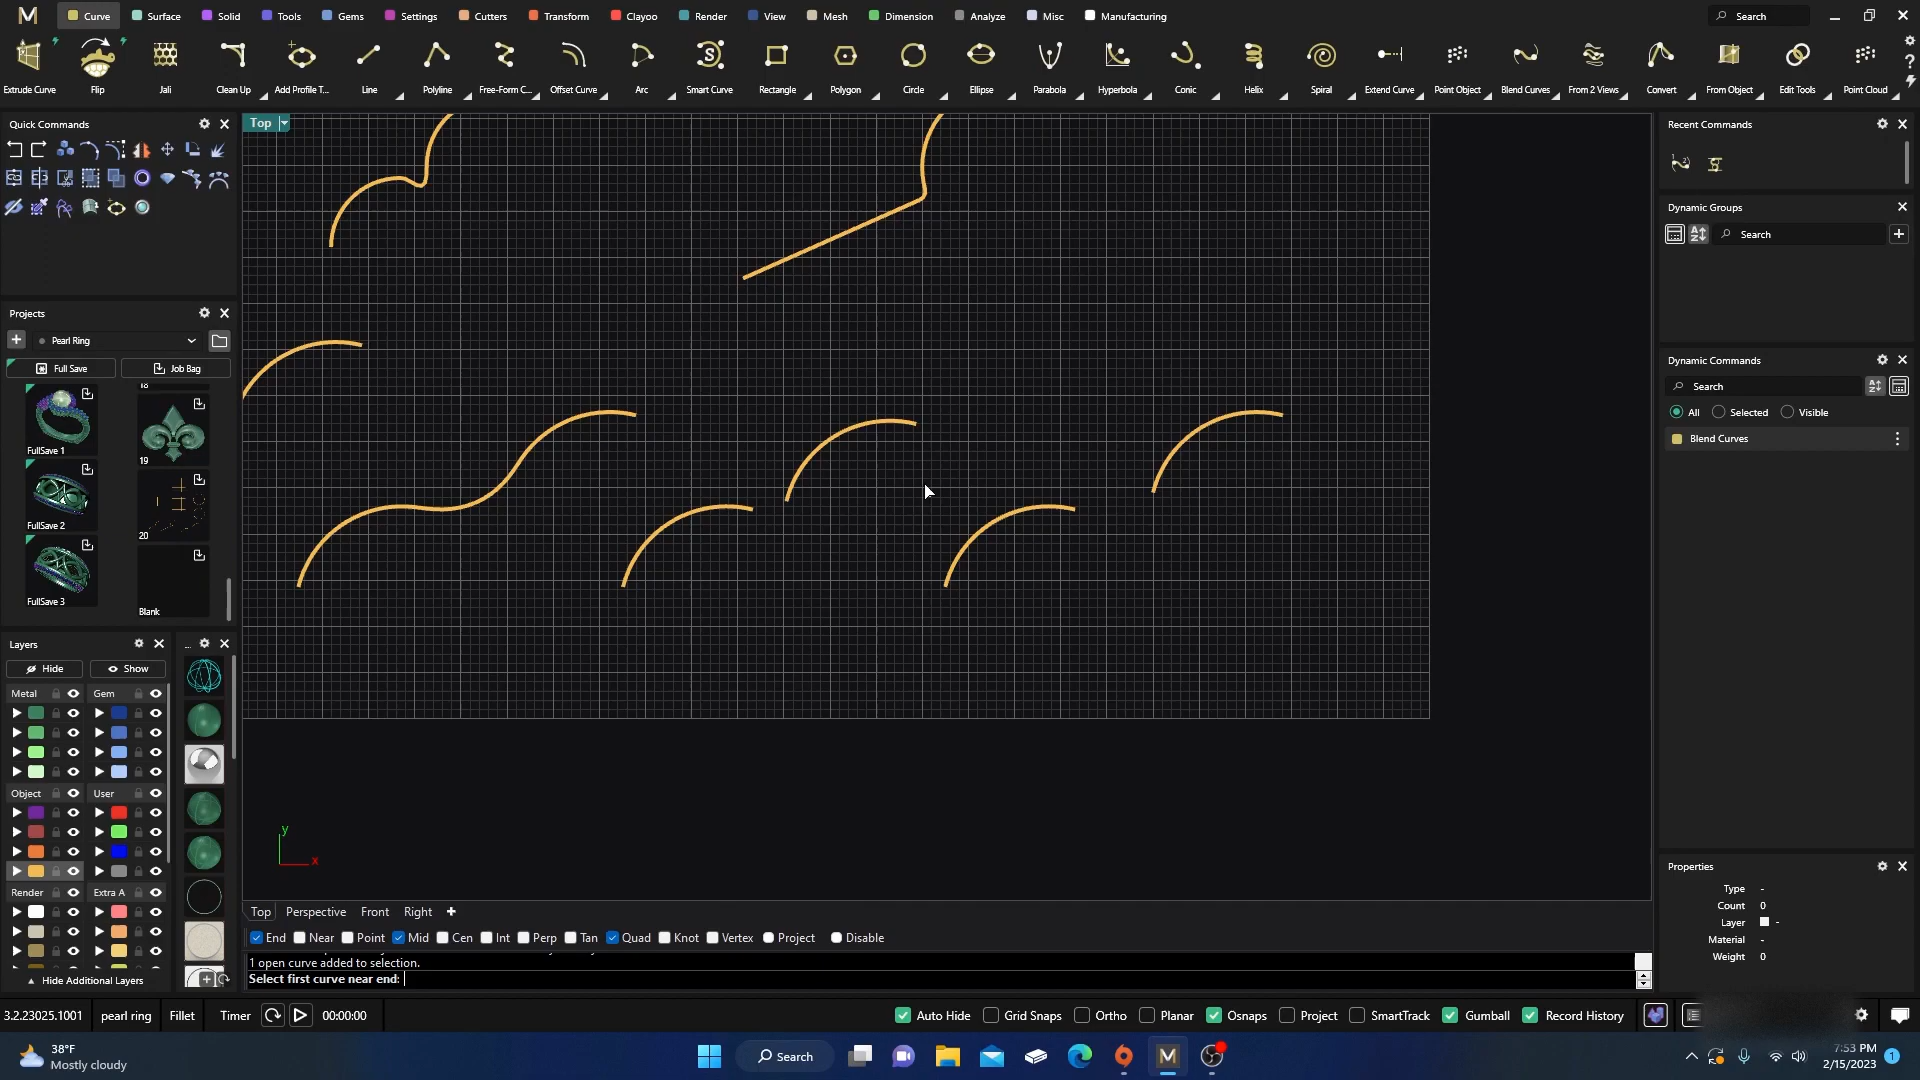 M Curve Surface Solid Tools Gems Settings Cutters Transform Clayoo Render View Mesh Dimension Analyze Misc Manufacturing Search
Extrude Curve Flip Jali Clean Up Add Profile T... Line Polyline Free-Form C... Offset Curve Arc Smart Curve Rectangle Polygon Circle Ellipse Parabola Hyperbola Conic Helix Spiral Extend Curve Point Object Blend Curves From 2 Views Convert From Object Edit Tools Point Cloud
Quick Commands
Top
Recent Commands
Dynamic Groups
Search
Projects
Pearl Ring
Full Save Job Bag
18
FullSave 1
19
FullSave 2
20
FullSave 3
Blank
Dynamic Commands
Search
All Selected Visible
Blend Curves
Layers
...
Hide Show
Metal Gem
Object User
Render Extra A
Hide Additional Layers
y
x
Properties
Type -
Count 0
Layer -
Material -
Weight 0
Top Perspective Front Right
End Near Point Mid Cen Int Perp Tan Quad Knot Vertex Project Disable
1 open curve added to selection.
Select first curve near end:
3.2.23025.1001 pearl ring Fillet Timer 00:00:00 Auto Hide Grid Snaps Ortho Planar Osnaps Project SmartTrack Gumball Record History
38°F
Mostly cloudy
Search
7:53 PM
2/15/2023
1